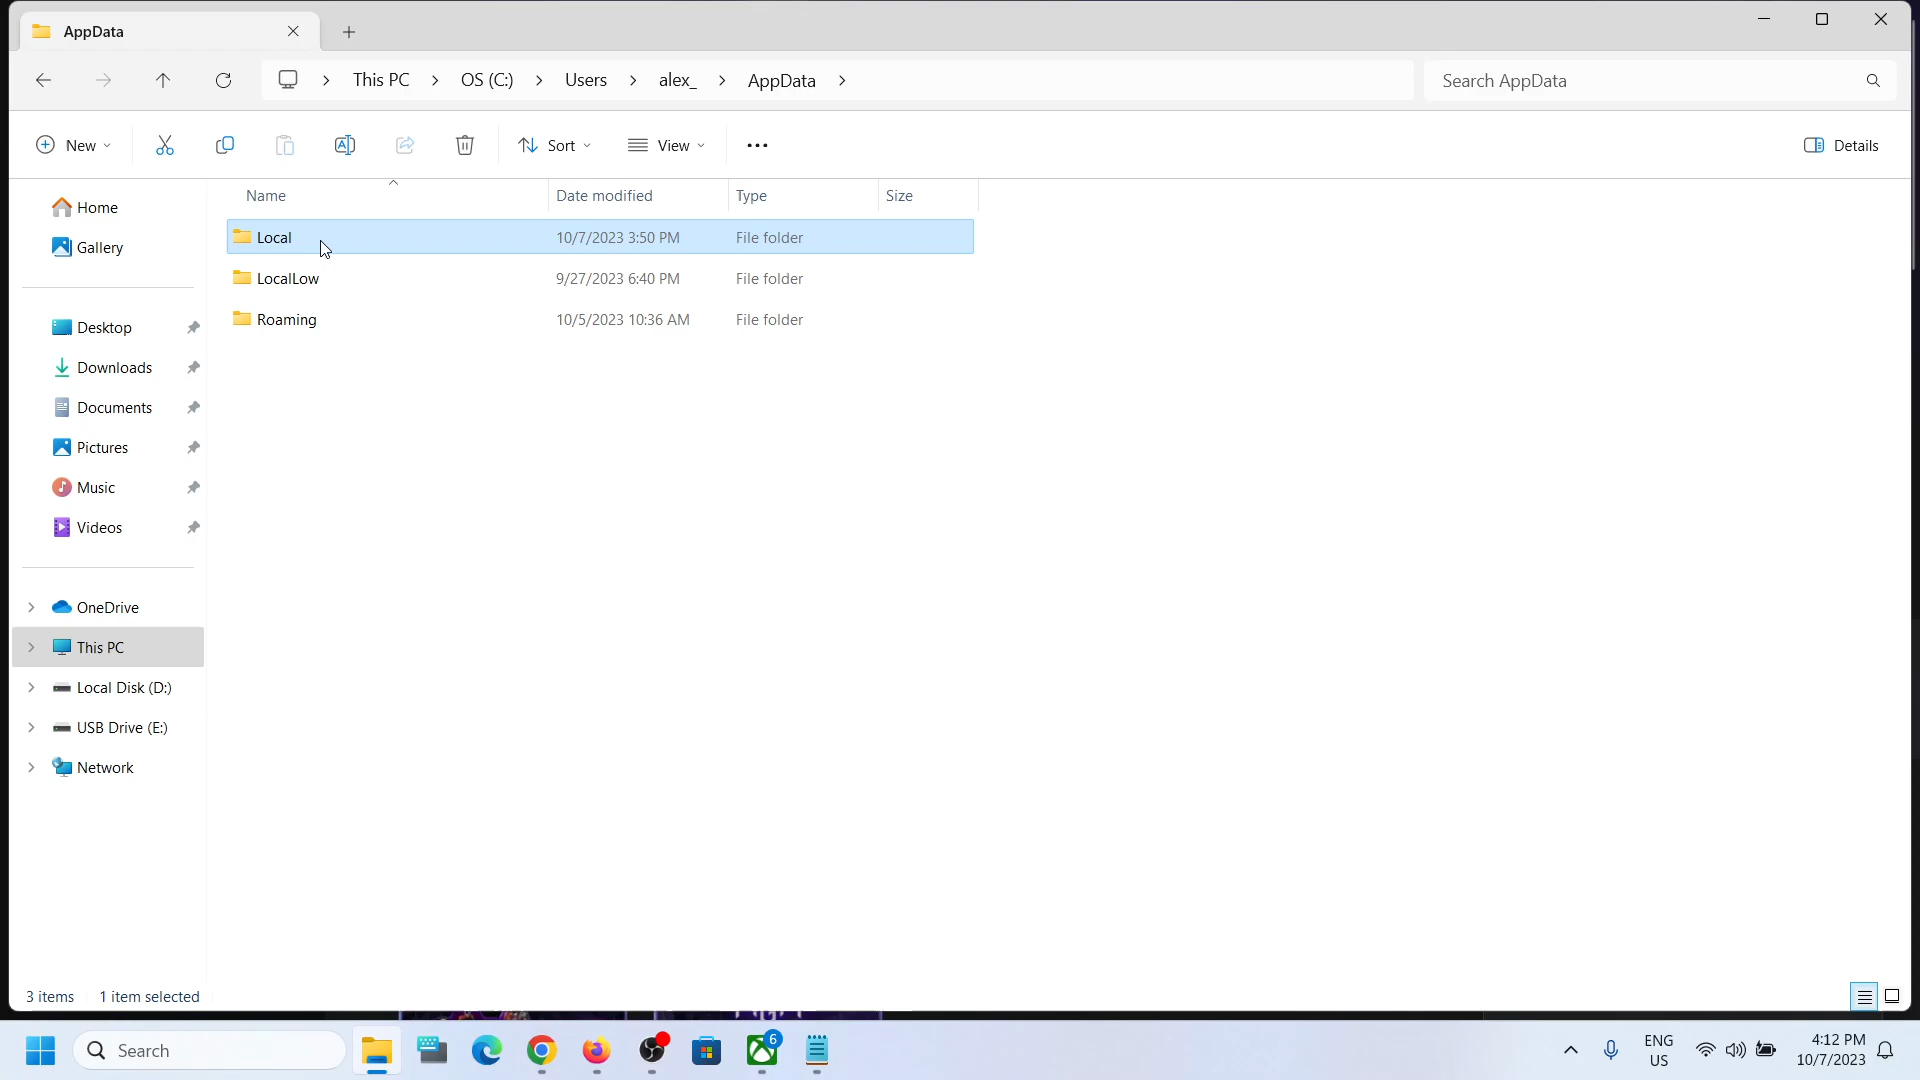 AppData
This PC > OS (C:) > Users > alex_ > AppData >
Search AppData
New
Sort
View
Details
Name Date modified Type Size
Local 10/7/2023 3:50 PM File folder
LocalLow 9/27/2023 6:40 PM File folder
Roaming 10/5/2023 10:36 AM File folder
Home
Gallery
Desktop
Downloads
Documents
Pictures
Music
Videos
OneDrive
This PC
Local Disk (D:)
USB Drive (E:)
Network
3 items 1 item selected
Search
6
ENG
US
4:12 PM
10/7/2023